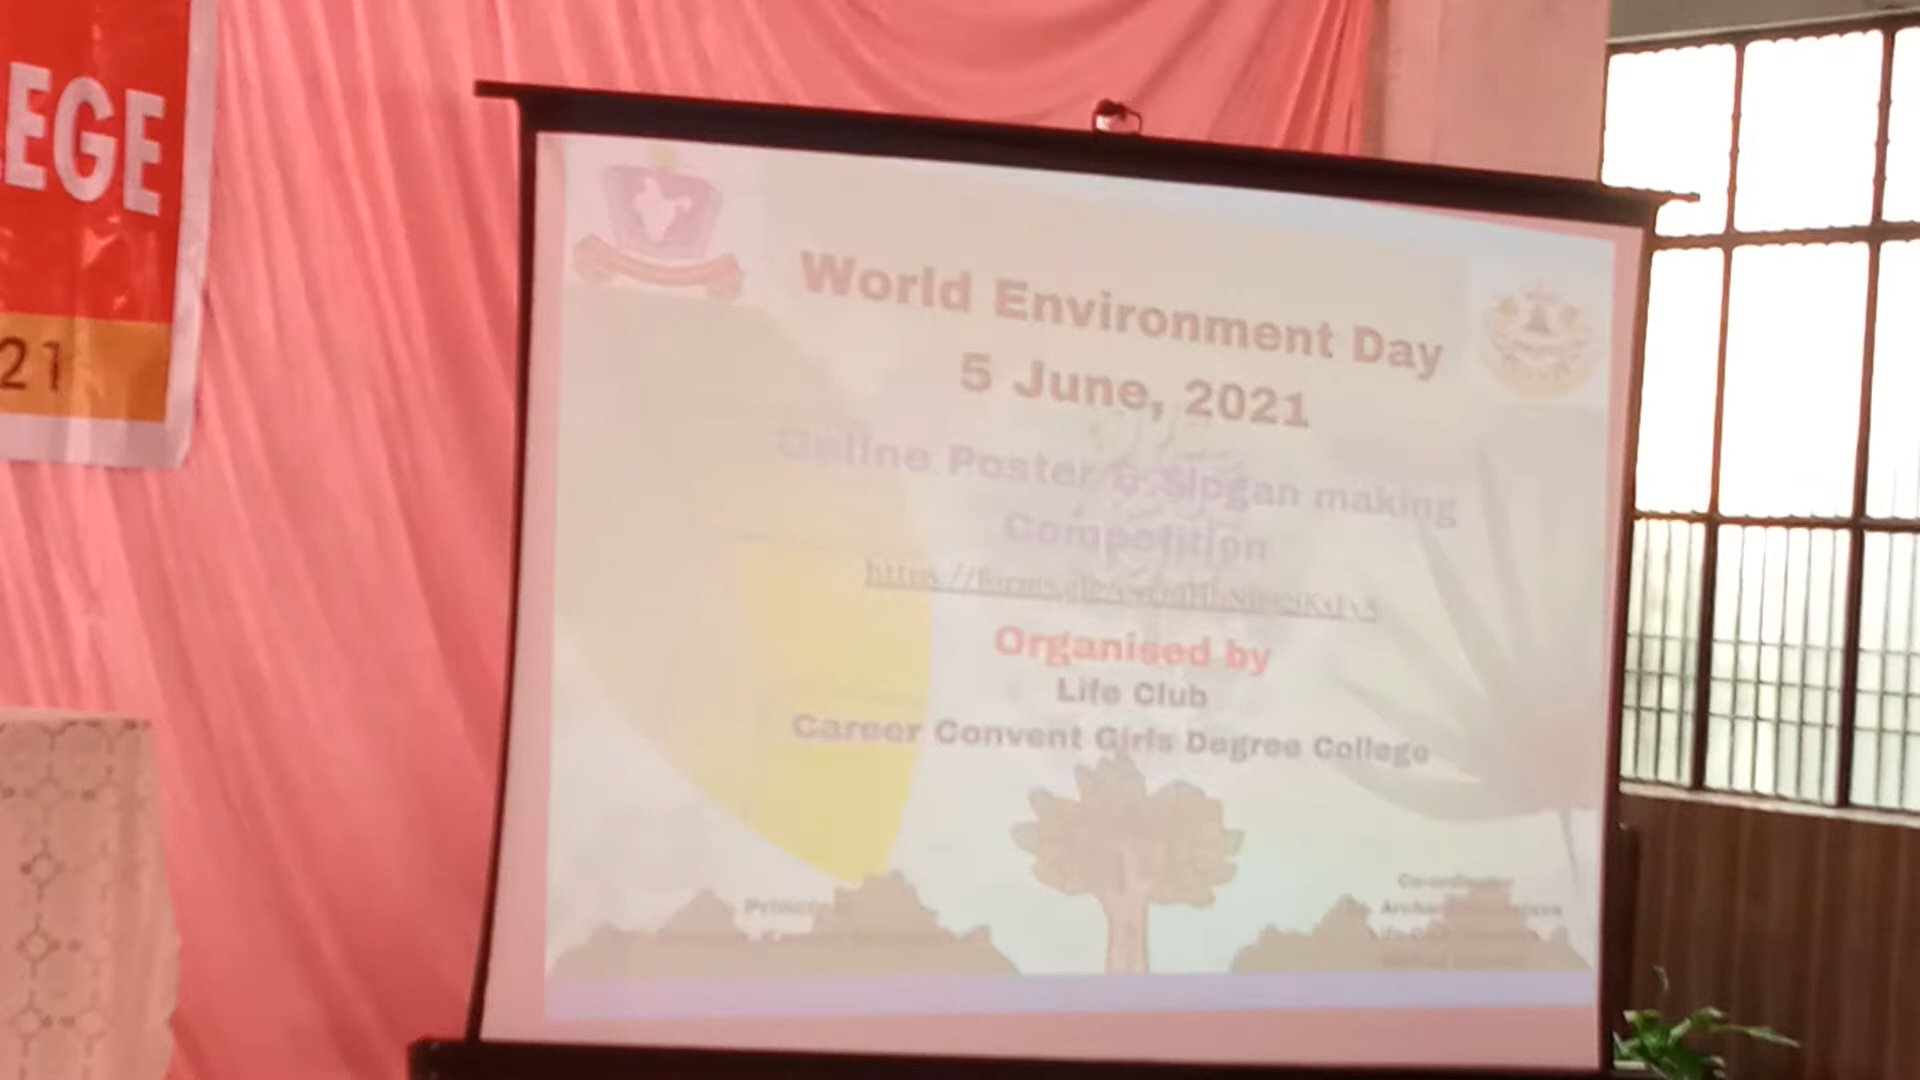 EGE
21
World Environment Day
5 June, 2021
Online Poster & Slogan making
Competition
Organised by
Life Club
Career Convent Girls Degree College
Co-ordinator